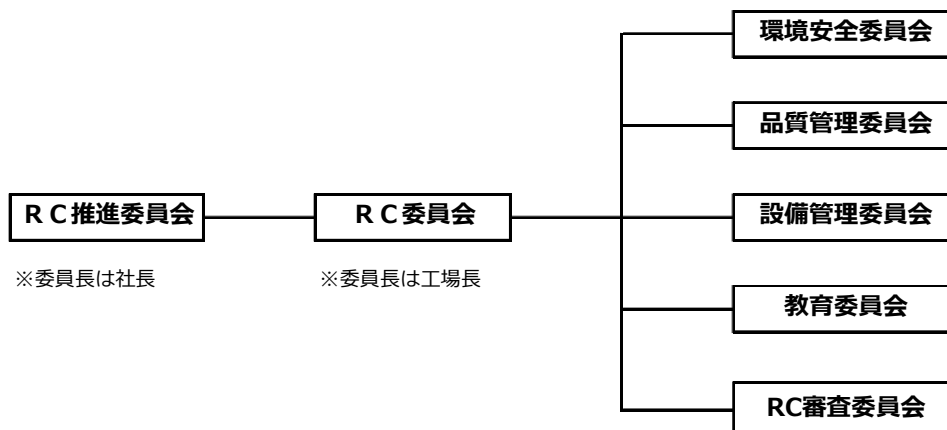 環境安全委員会
品質管理委員会
RC推進委員会
RC委員会
設備管理委員会
※委員長は社長
※委員長は工場長
教育委員会
RC審査委員会